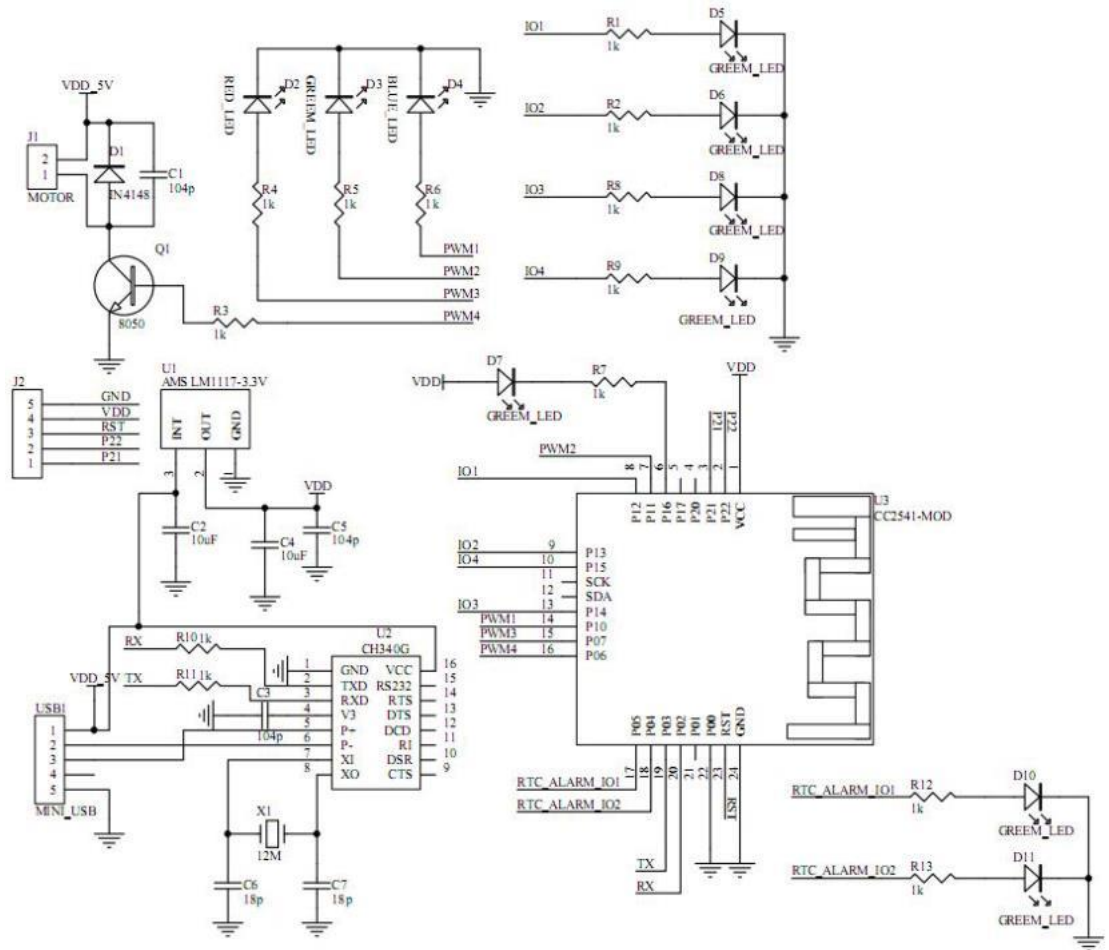 VDD_5V
J1
2
1
MOTOR
D1
IN4148
C1
104p
Q1
8050
R3
1k
RED_LED
D2
GREEM_LED
D3
BLUE_LED
D4
R4
1k
R5
1k
R6
1k
PWM1
PWM2
PWM3
PWM4
IO1
R1
1k
D5
GREEM_LED
IO2
R2
1k
D6
GREEM_LED
IO3
R8
1k
D8
GREEM_LED
IO4
R9
1k
D9
GREEM_LED
J2
5
4
3
2
1
GND
VDD
RST
P22
P21
U1
AMS LM1117-3.3V
INT
OUT
GND
3
2
1
VDD
C2
10uF
C4
10uF
C5
104p
VDD
D7
GREEM_LED
R7
1k
VDD
PWM2
IO1
P21
P22
8
7
6
5
4
3
2
1
P12
P11
P16
P17
P20
P21
P22
VCC
U3
CC2541-MOD
IO2
IO4
IO3
PWM1
PWM3
PWM4
9
10
11
12
13
14
15
16
P13
P15
SCK
SDA
P14
P10
P07
P06
P05
P04
P03
P02
P01
P00
RST
GND
17
18
19
20
21
22
23
24
RTC_ALARM_IO1
RTC_ALARM_IO2
RST
TX
RX
RX
R10 1k
VDD_5V
TX
R11 1k
C3
104p
U2
CH340G
1
2
3
4
5
6
7
8
GND
TXD
RXD
V3
P+
P-
XI
XO
VCC
RS232
RTS
DTS
DCD
RI
DSR
CTS
16
15
14
13
12
11
10
9
USB1
1
2
3
4
5
MINI_USB
X1
12M
C6
18p
C7
18p
RTC_ALARM_IO1
R12
1k
D10
GREEM_LED
RTC_ALARM_IO2
R13
1k
D11
GREEM_LED